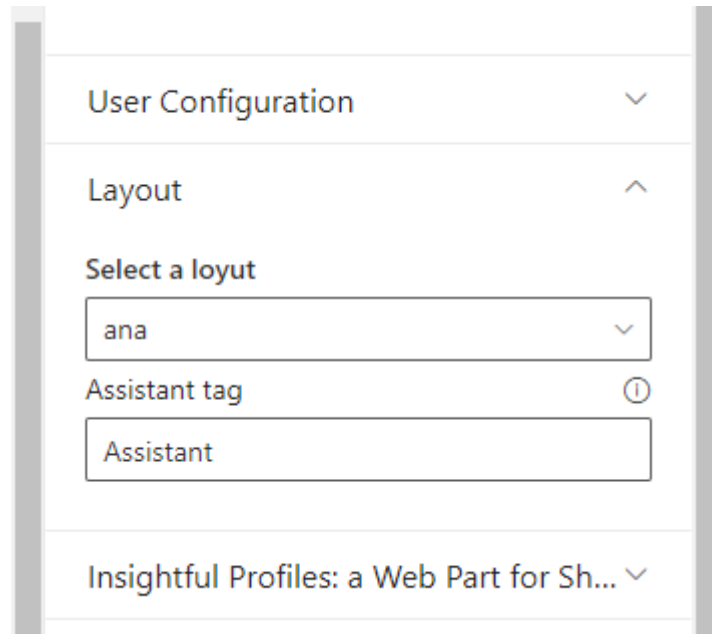 User Configuration
Layout
Select a loyut
ana
Assistant tag
Assistant
Insightful Profiles: a Web Part for Sh...